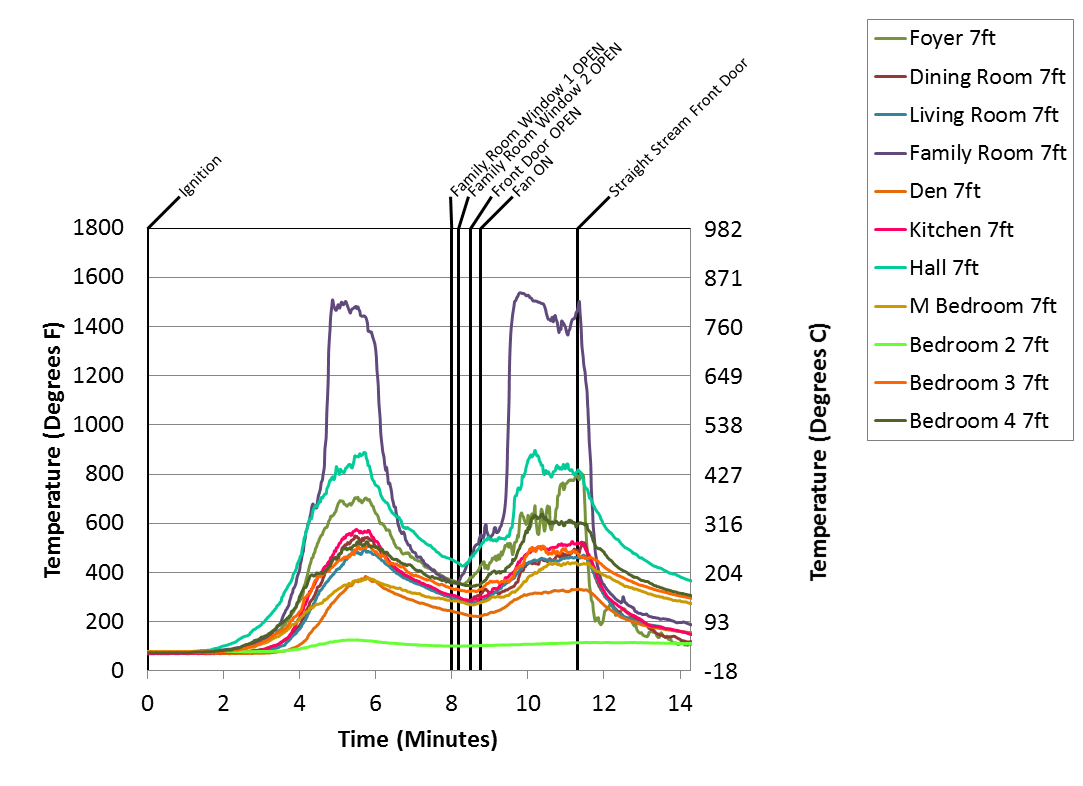 Ignition
Family Room Window 1 OPEN
Family Room Window 2 OPEN
Front Door OPEN
Fan ON
Straight Stream Front Door
Temperature (Degrees F)
1800
1600
1400
1200
1000
800
600
400
200
0
982
871
760
649
538
427
316
204
93
-18
Temperature (Degrees C)
0 2 4 6 8 10 12 14
Time (Minutes)
Foyer 7ft
Dining Room 7ft
Living Room 7ft
Family Room 7ft
Den 7ft
Kitchen 7ft
Hall 7ft
M Bedroom 7ft
Bedroom 2 7ft
Bedroom 3 7ft
Bedroom 4 7ft